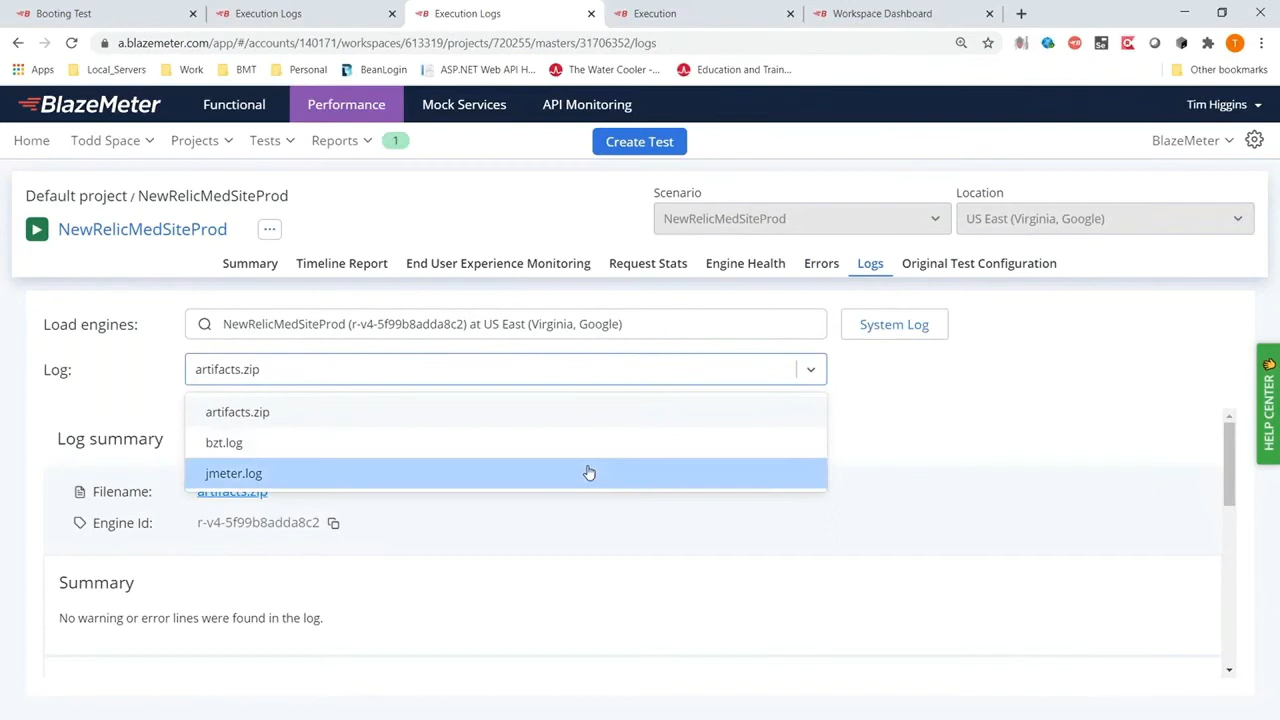 Booting Test
Execution Logs
Execution Logs
Execution
Workspace Dashboard
a.blazemeter.com/app/#/accounts/140171/workspaces/613319/projects/720255/masters/31706352/logs
Apps Local_Servers Work BMT Personal BeanLogin ASP.NET Web API H... The Water Cooler -... Education and Train... Other bookmarks
BlazeMeter Functional Performance Mock Services API Monitoring Tim Higgins
Home Todd Space Projects Tests Reports 1 Create Test BlazeMeter
Default project / NewRelicMedSiteProd
NewRelicMedSiteProd ...
Scenario
NewRelicMedSiteProd
Location
US East (Virginia, Google)
Summary Timeline Report End User Experience Monitoring Request Stats Engine Health Errors Logs Original Test Configuration
Load engines: NewRelicMedSiteProd (r-v4-5f99b8adda8c2) at US East (Virginia, Google) System Log
Log: artifacts.zip
artifacts.zip
bzt.log
jmeter.log
Log summary
Filename: artifacts.zip
Engine Id: r-v4-5f99b8adda8c2
Summary
No warning or error lines were found in the log.
HELP CENTER